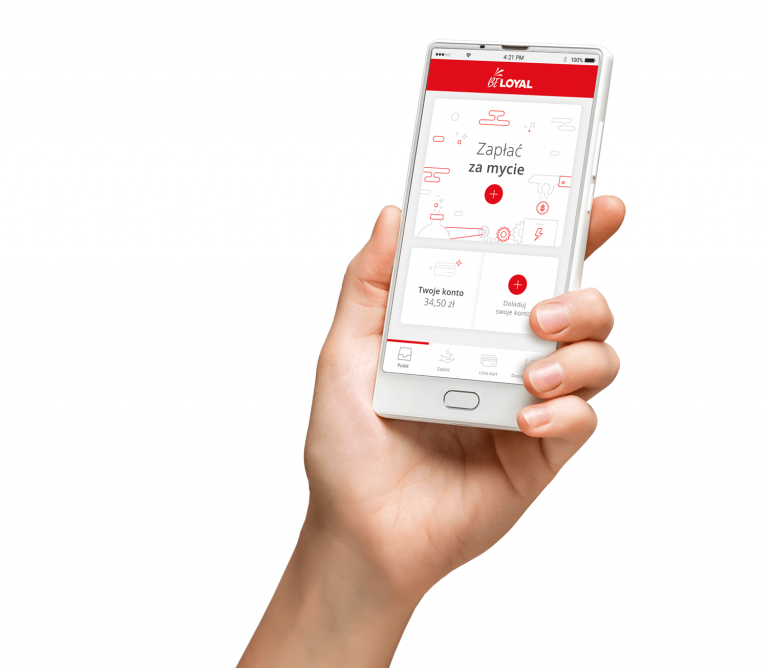 4:21 PM
100%
BE LOYAL
Zapłać
za mycie
Twoje konto
34,50 zł
Doładuj
swoje konto
Pulpit
Zapłać
Lista kart